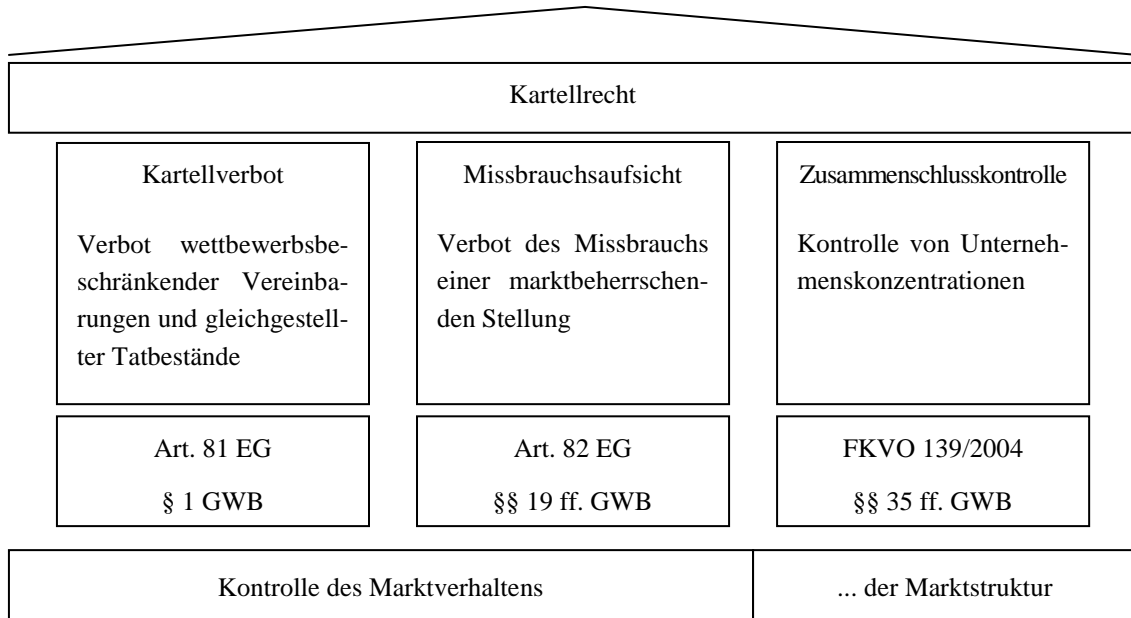 Kartellrecht
Kartellverbot
Verbot wettbewerbsbe-
schränkender Vereinba-
rungen und gleichgestell-
ter Tatbestände
Missbrauchsaufsicht
Verbot des Missbrauchs
einer marktbeherrschen-
den Stellung
Zusammenschlusskontrolle
Kontrolle von Unterneh-
menskonzentrationen
Art. 81 EG
§ 1 GWB
Art. 82 EG
§§ 19 ff. GWB
FKVO 139/2004
§§ 35 ff. GWB
Kontrolle des Marktverhaltens
... der Marktstruktur